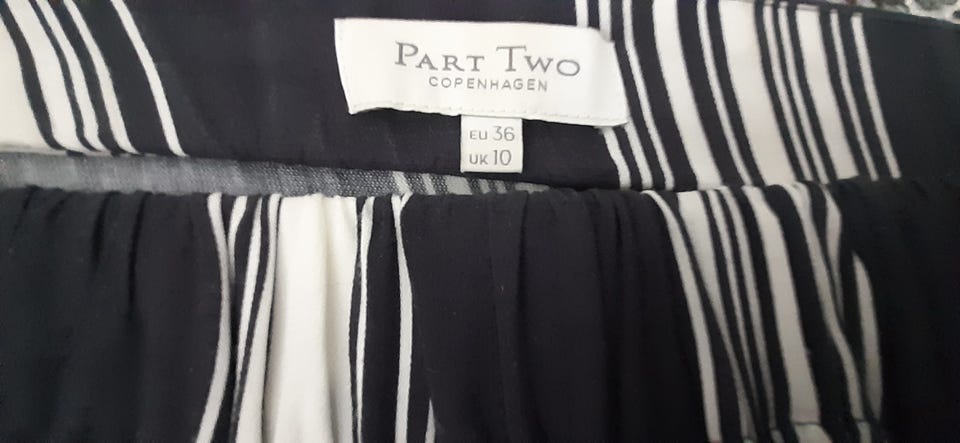 PART TWO
COPENHAGEN
EU 36
UK 10